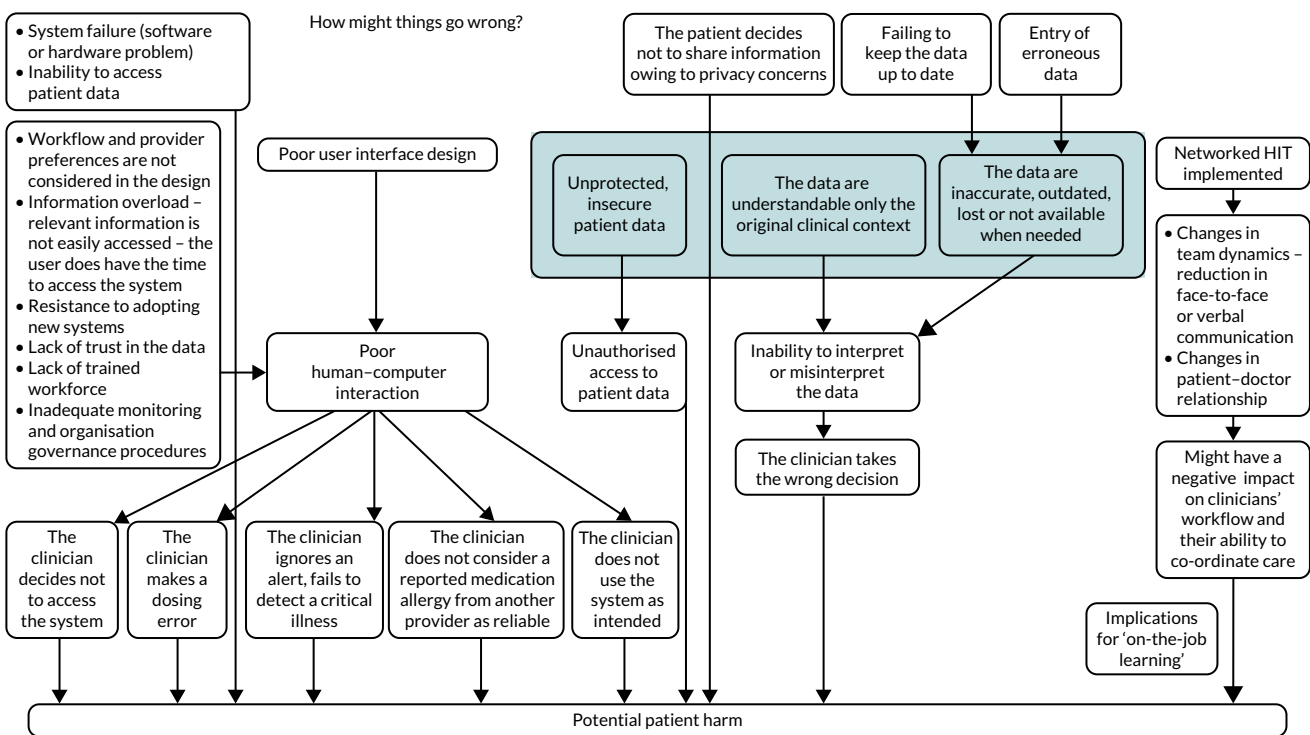 How might things go wrong?
• System failure (software
or hardware problem)
• Inability to access
patient data
The patient decides
not to share information
owing to privacy concerns
Failing to
keep the data
up to date
Entry of
erroneous
data
• Workflow and provider
preferences are not
considered in the design
• Information overload –
relevant information is
not easily accessed – the
user does have the time
to access the system
• Resistance to adopting
new systems
• Lack of trust in the data
• Lack of trained
workforce
• Inadequate monitoring
and organisation
governance procedures
Poor user interface design
Unprotected,
insecure
patient data
The data are
understandable only the
original clinical context
The data are
inaccurate, outdated,
lost or not available
when needed
Networked HIT
implemented
• Changes in
team dynamics –
reduction in
face-to-face
or verbal
communication
• Changes in
patient–doctor
relationship
Poor
human–computer
interaction
Unauthorised
access to
patient data
Inability to interpret
or misinterpret
the data
The clinician takes
the wrong decision
Might have a
negative impact
on clinicians’
workflow and
their ability to
co-ordinate care
The
clinician
decides not
to access
the system
The
clinician
makes a
dosing
error
The clinician
ignores an
alert, fails to
detect a critical
illness
The clinician
does not consider a
reported medication
allergy from another
provider as reliable
The clinician
does not
use the
system as
intended
Implications
for ‘on-the-job
learning’
Potential patient harm